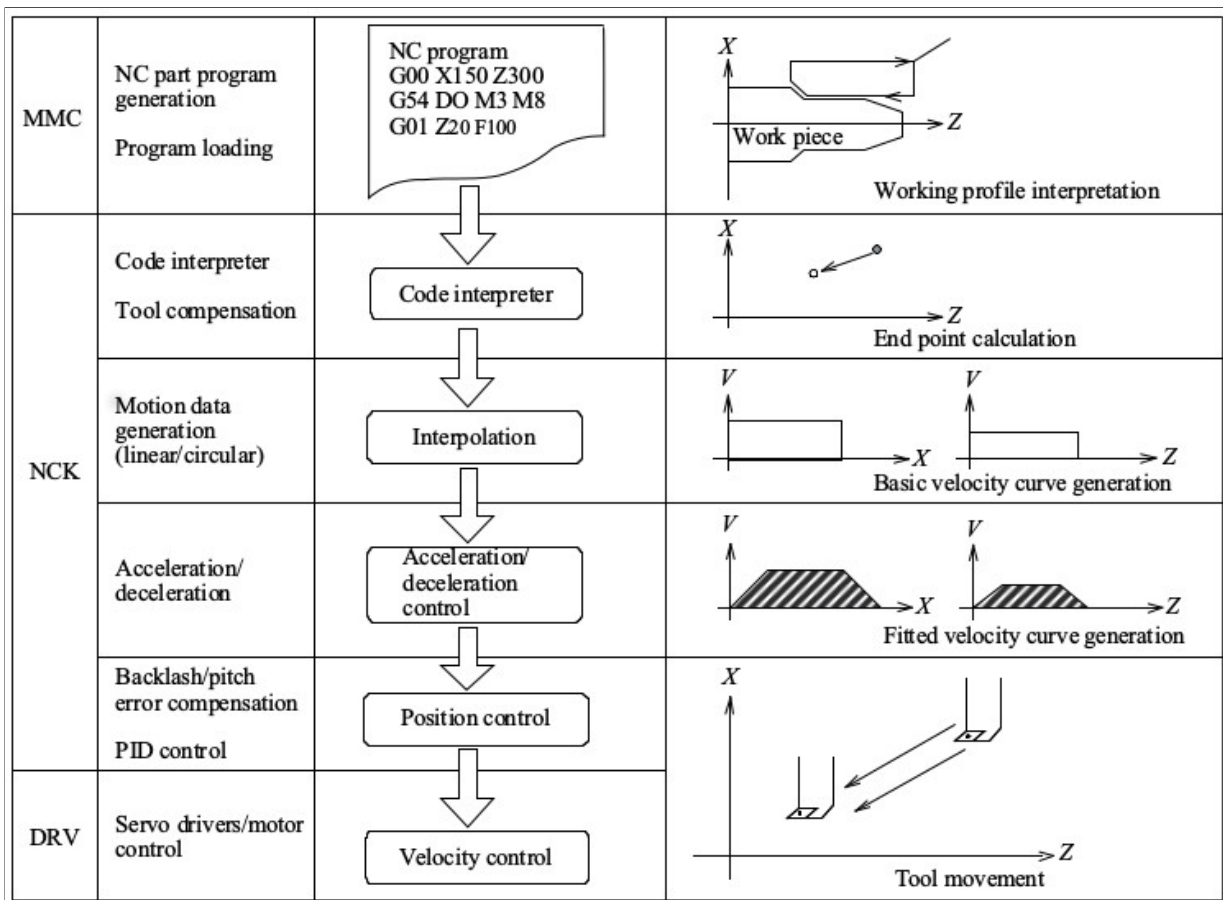 MMC
NC part program
generation
Program loading
NC program
G00 X150 Z300
G54 DO M3 M8
G01 Z20 F100
X
Z
Work piece
Working profile interpretation
NCK
Code interpreter
Tool compensation
Code interpreter
X
Z
End point calculation
Motion data
generation
(linear/circular)
Interpolation
V
X
V
Z
Basic velocity curve generation
Acceleration/
deceleration
Acceleration/
deceleration
control
V
X
V
Z
Fitted velocity curve generation
Backlash/pitch
error compensation
PID control
Position control
X
Z
Tool movement
DRV
Servo drivers/motor
control
Velocity control